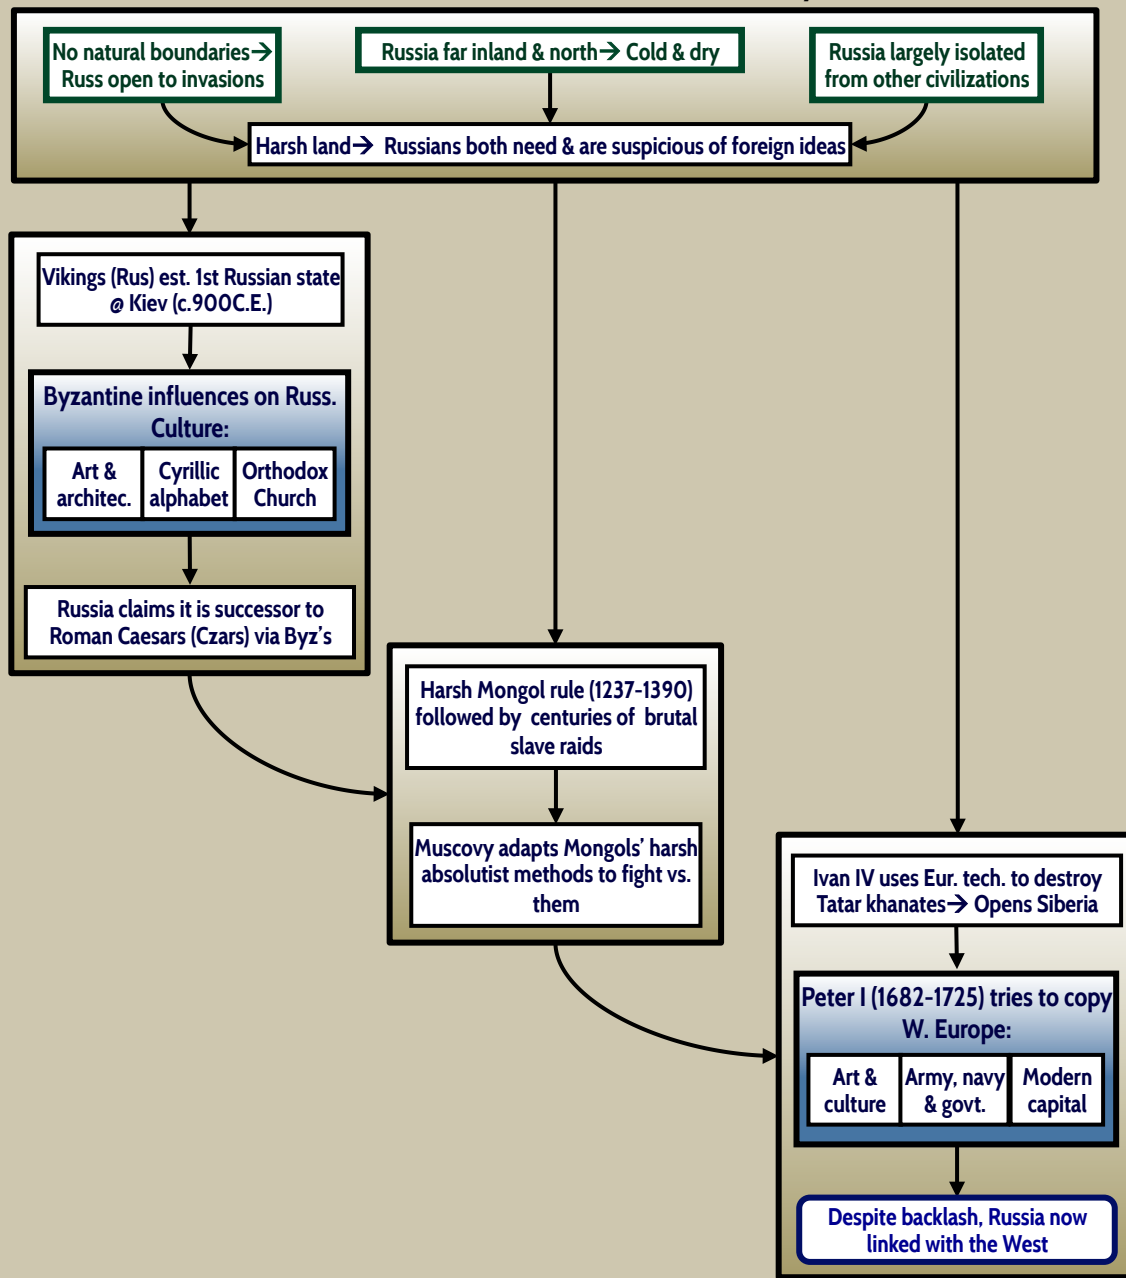 No natural boundaries→
Russ open to invasions
Russia far inland & north→ Cold & dry
Russia largely isolated
from other civilizations
Harsh land→ Russians both need & are suspicious of foreign ideas
Vikings (Rus) est. 1st Russian state
@ Kiev (c.900C.E.)
Byzantine influences on Russ.
Culture:
Art &
architec.
Cyrillic
alphabet
Orthodox
Church
Russia claims it is successor to
Roman Caesars (Czars) via Byz’s
Harsh Mongol rule (1237-1390)
followed by centuries of brutal
slave raids
Muscovy adapts Mongols’ harsh
absolutist methods to fight vs.
them
Ivan IV uses Eur. tech. to destroy
Tatar khanates→ Opens Siberia
Peter I (1682-1725) tries to copy
W. Europe:
Art &
culture
Army, navy
& govt.
Modern
capital
Despite backlash, Russia now
linked with the West